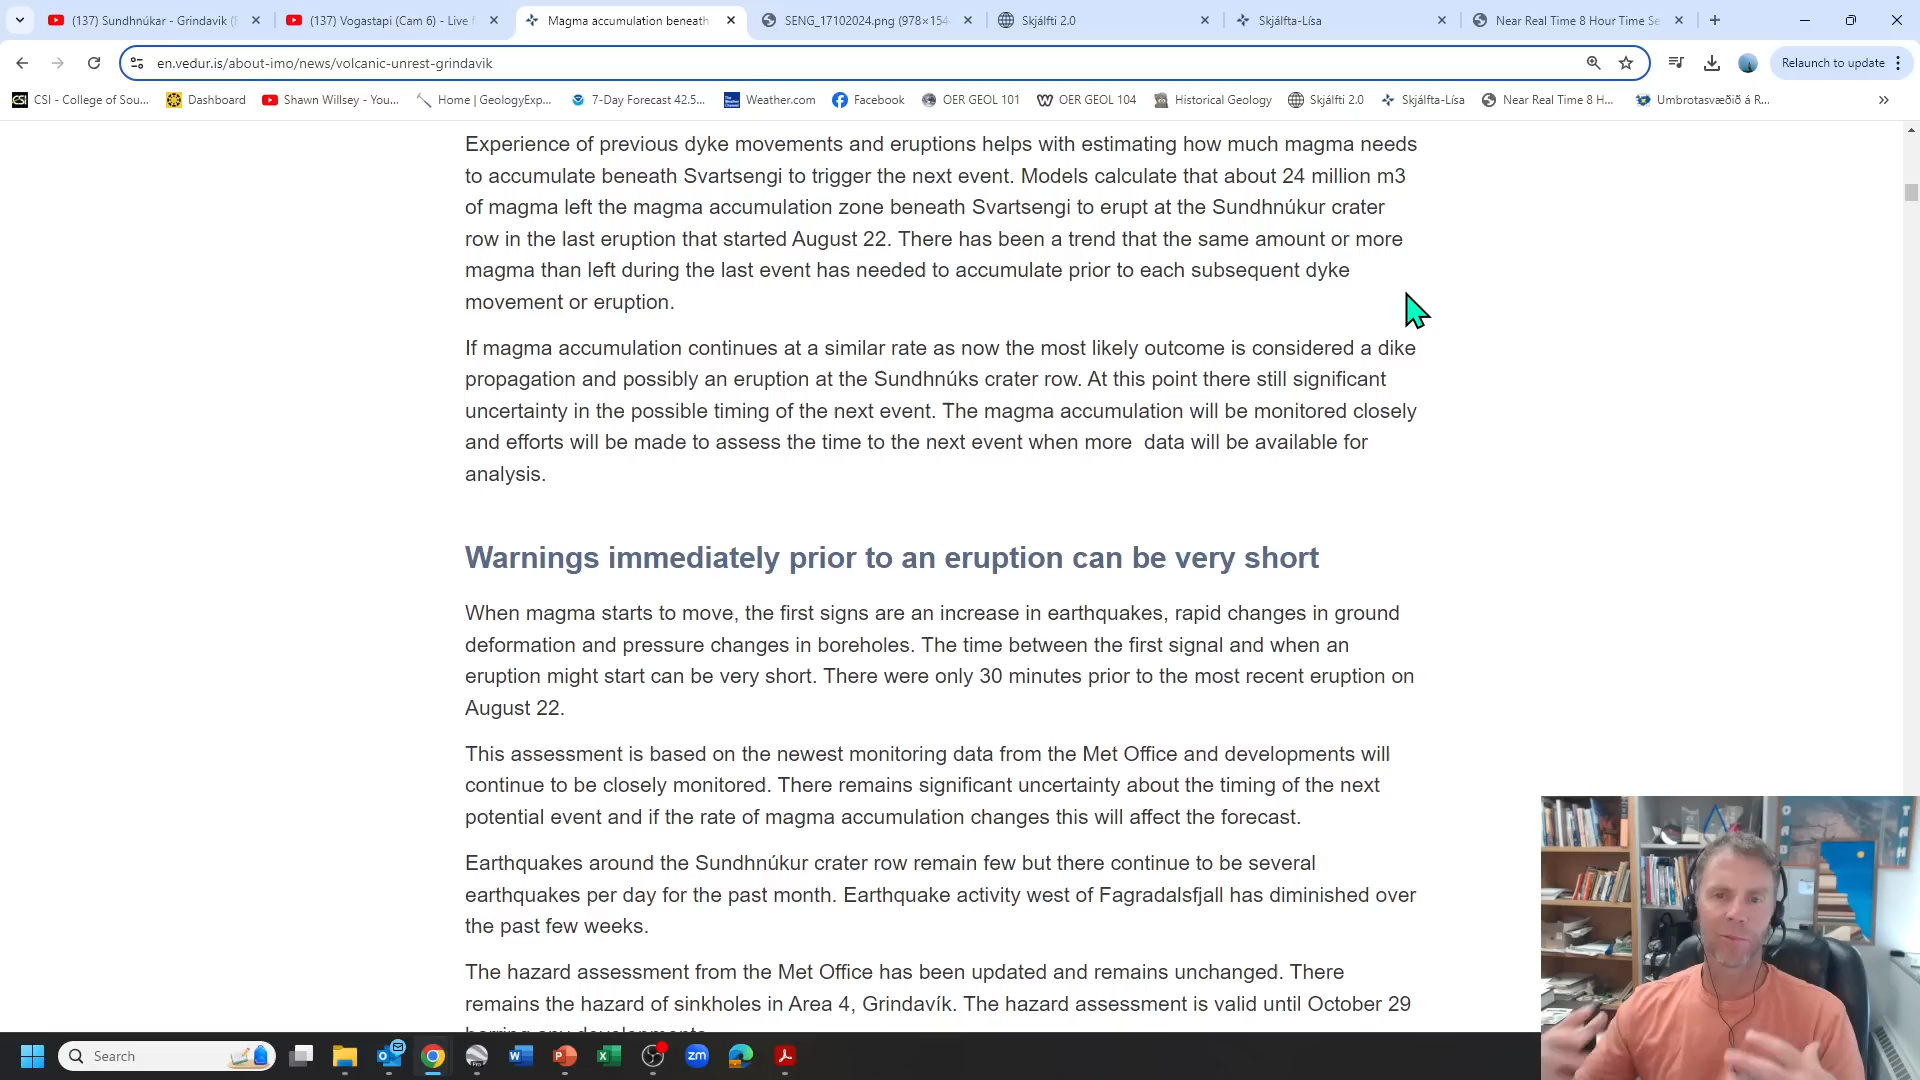 (137) Sundhnúkar - Grindavik (
(137) Vogastapi (Cam 6) - Live f
Magma accumulation beneath
SENG_17102024.png (978×154
Skjálfti 2.0
Skjálfta-Lísa
Near Real Time 8 Hour Time Se
en.vedur.is/about-imo/news/volcanic-unrest-grindavik
Relaunch to update
CSI - College of Sou...
Dashboard
Shawn Willsey - You...
Home | GeologyExp...
7-Day Forecast 42.5...
Weather.com
Facebook
OER GEOL 101
OER GEOL 104
Historical Geology
Skjálfti 2.0
Skjálfta-Lísa
Near Real Time 8 H...
Umbrotasvæðið á R...
Experience of previous dyke movements and eruptions helps with estimating how much magma needs
to accumulate beneath Svartsengi to trigger the next event. Models calculate that about 24 million m3
of magma left the magma accumulation zone beneath Svartsengi to erupt at the Sundhnúkur crater
row in the last eruption that started August 22. There has been a trend that the same amount or more
magma than left during the last event has needed to accumulate prior to each subsequent dyke
movement or eruption.
If magma accumulation continues at a similar rate as now the most likely outcome is considered a dike
propagation and possibly an eruption at the Sundhnúks crater row. At this point there still significant
uncertainty in the possible timing of the next event. The magma accumulation will be monitored closely
and efforts will be made to assess the time to the next event when more  data will be available for
analysis.
Warnings immediately prior to an eruption can be very short
When magma starts to move, the first signs are an increase in earthquakes, rapid changes in ground
deformation and pressure changes in boreholes. The time between the first signal and when an
eruption might start can be very short. There were only 30 minutes prior to the most recent eruption on
August 22.
This assessment is based on the newest monitoring data from the Met Office and developments will
continue to be closely monitored. There remains significant uncertainty about the timing of the next
potential event and if the rate of magma accumulation changes this will affect the forecast.
Earthquakes around the Sundhnúkur crater row remain few but there continue to be several
earthquakes per day for the past month. Earthquake activity west of Fagradalsfjall has diminished over
the past few weeks.
The hazard assessment from the Met Office has been updated and remains unchanged. There
remains the hazard of sinkholes in Area 4, Grindavík. The hazard assessment is valid until October 29
Search